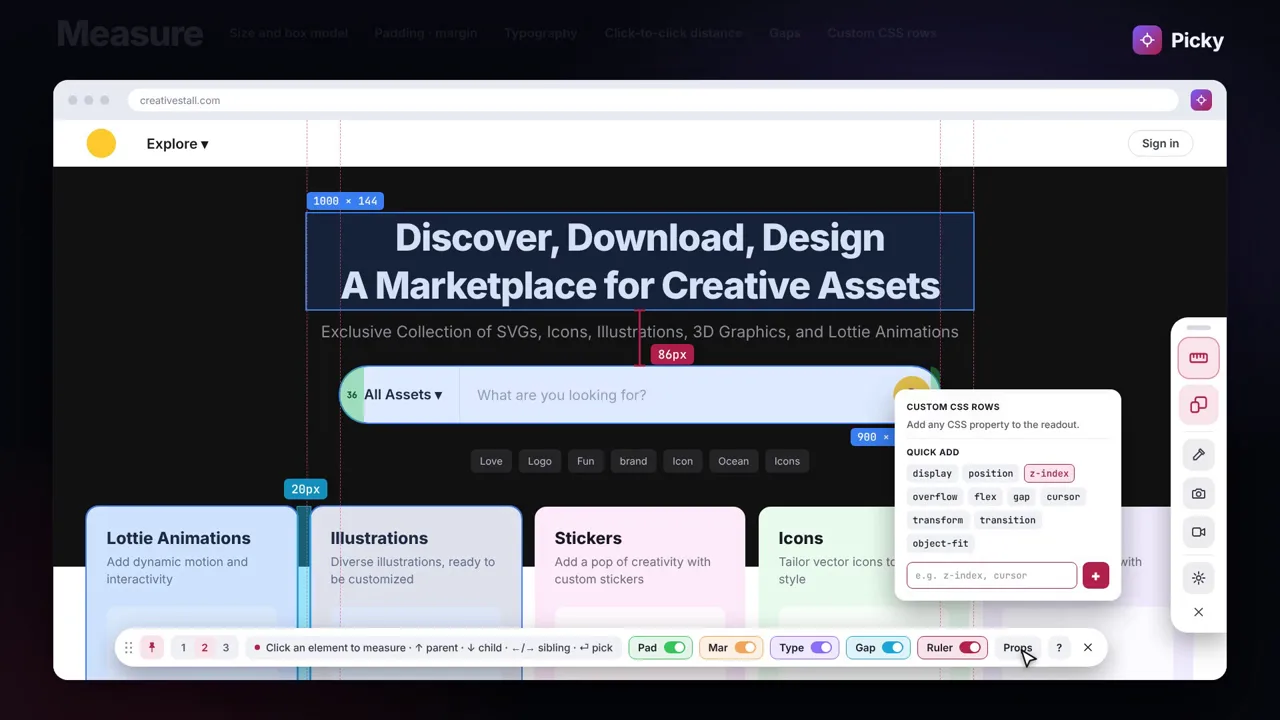 Measure Size and box model Padding · margin Typography Click-to-click distance Gaps Custom CSS rows
Picky
creativestall.com
Explore ▾
Sign in
1000 × 144
Discover, Download, Design
A Marketplace for Creative Assets
Exclusive Collection of SVGs, Icons, Illustrations, 3D Graphics, and Lottie Animations
86px
36 All Assets ▾ What are you looking for?
900 ×
Love Logo Fun brand Icon Ocean Icons
20px
Lottie Animations
Add dynamic motion and
interactivity
Illustrations
Diverse illustrations, ready to
be customized
Stickers
Add a pop of creativity with
custom stickers
Icons
Tailor vector icons to
style
with
CUSTOM CSS ROWS
Add any CSS property to the readout.
QUICK ADD
display position z-index
overflow flex gap cursor
transform transition
object-fit
e.g. z-index, cursor +
1 2 3 Click an element to measure · ↑ parent · ↓ child · ←/→ sibling · ⏎ pick Pad Mar Type Gap Ruler Props ? ✕